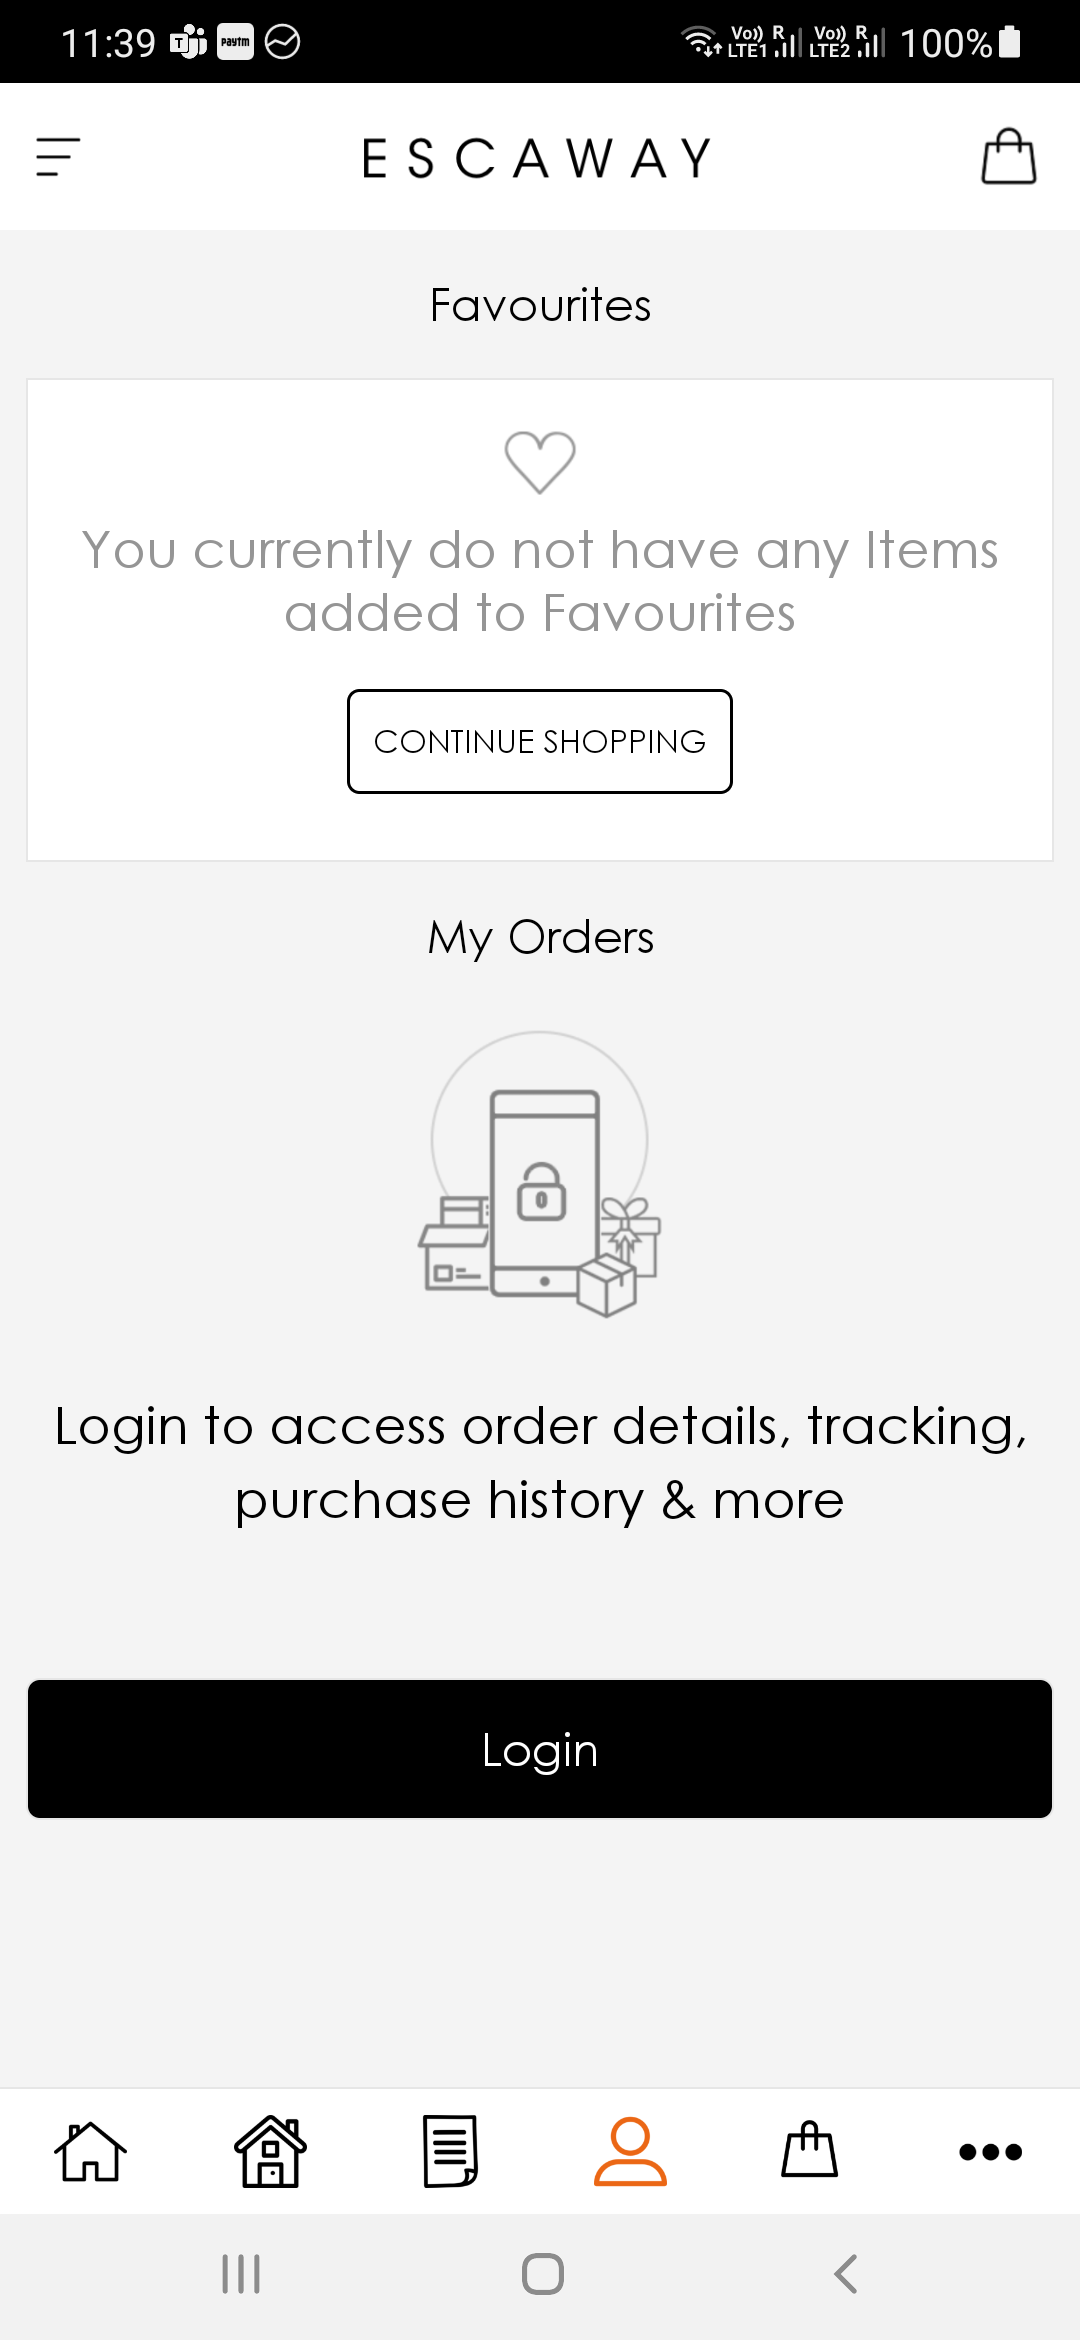 11:39 T paytm Vo)) R LTE1 Vo)) R LTE2 100%
ESCAWAY
Favourites
You currently do not have any Items
added to Favourites
CONTINUE SHOPPING
My Orders
Login to access order details, tracking,
purchase history & more
Login